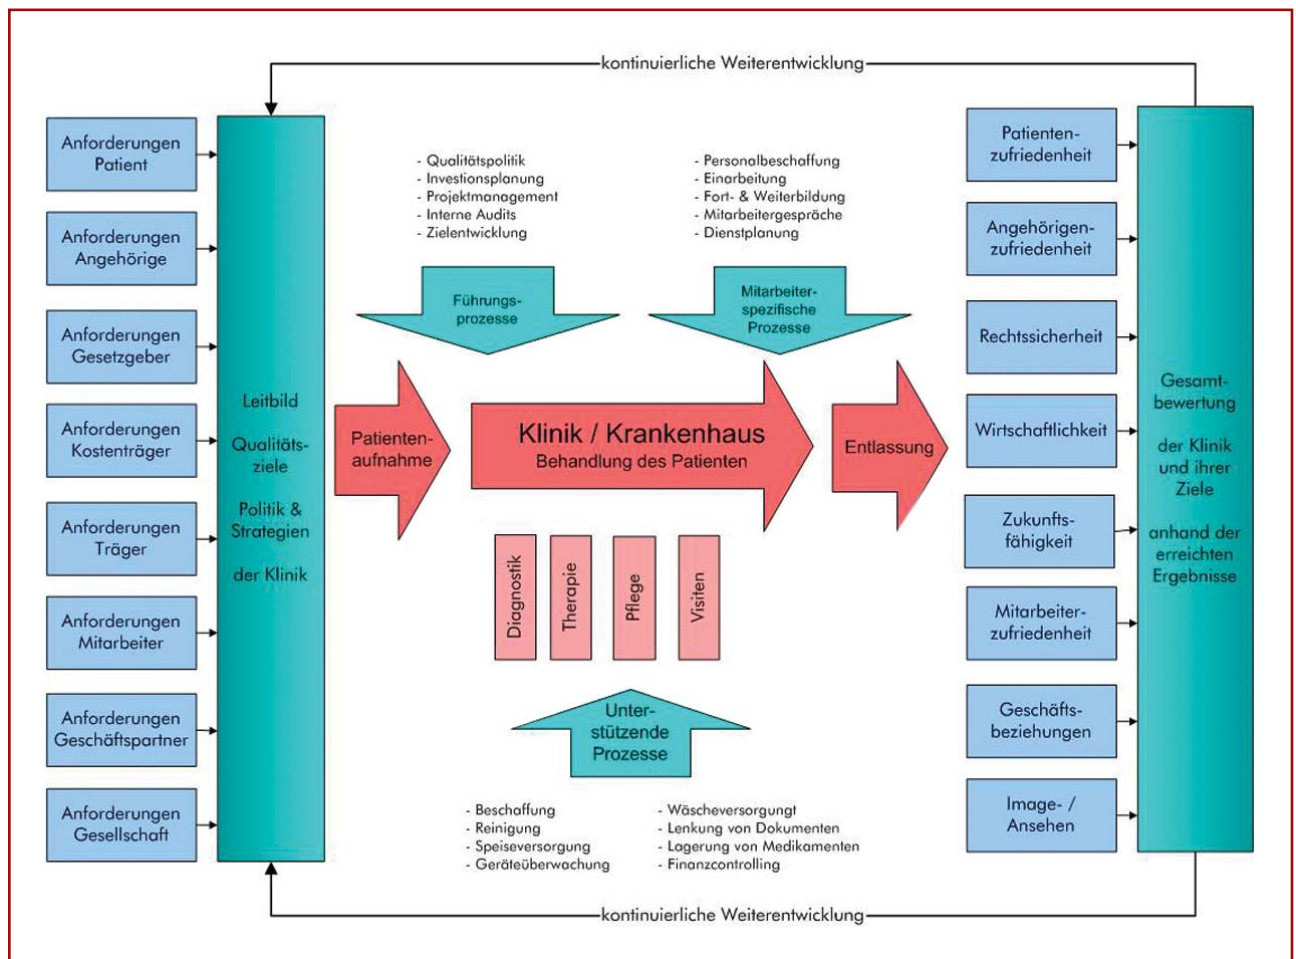 kontinuierliche Weiterentwicklung
Anforderungen
Patient
Anforderungen
Angehörige
Anforderungen
Gesetzgeber
Anforderungen
Kostenträger
Anforderungen
Träger
Anforderungen
Mitarbeiter
Anforderungen
Geschäftspartner
Anforderungen
Gesellschaft
Leitbild
Qualitäts-
ziele
Politik &
Strategien
der Klinik
- Qualitätspolitik
- Investionsplanung
- Projektmanagement
- Interne Audits
- Zielentwicklung
- Personalbeschaffung
- Einarbeitung
- Fort- & Weiterbildung
- Mitarbeitergespräche
- Dienstplanung
Führungs-
prozesse
Mitarbeiter-
spezifische
Prozesse
Patienten-
aufnahme
Klinik / Krankenhaus
Behandlung des Patienten
Entlassung
Diagnostik
Therapie
Pflege
Visiten
Unter-
stützende
Prozesse
- Beschaffung
- Reinigung
- Speiseversorgung
- Geräteüberwachung
- Wäscheversorgungt
- Lenkung von Dokumenten
- Lagerung von Medikamenten
- Finanzcontrolling
Patienten-
zufriedenheit
Angehörigen-
zufriedenheit
Rechtssicherheit
Wirtschaftlichkeit
Zukunfts-
fähigkeit
Mitarbeiter-
zufriedenheit
Geschäfts-
beziehungen
Image- /
Ansehen
Gesamt-
bewertung
der Klinik
und ihrer
Ziele
anhand der
erreichten
Ergebnisse
kontinuierliche Weiterentwicklung